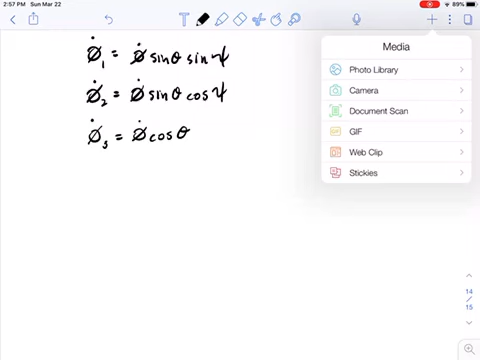 2:57 PM Sun Mar 22
89%
ϕ̇₁ = ϕ̇ sinθ sinψ
ϕ̇₂ = ϕ̇ sinθ cosψ
ϕ̇₃ = ϕ̇ cosθ
Media
Photo Library
Camera
Document Scan
GIF
Web Clip
Stickies
14
/
15